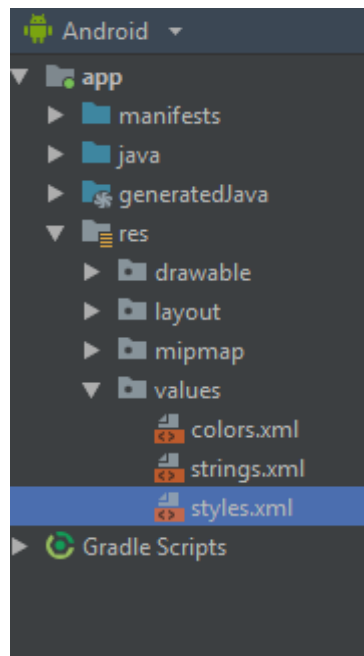 Android
app
manifests
java
generatedJava
res
drawable
layout
mipmap
values
colors.xml
strings.xml
styles.xml
Gradle Scripts